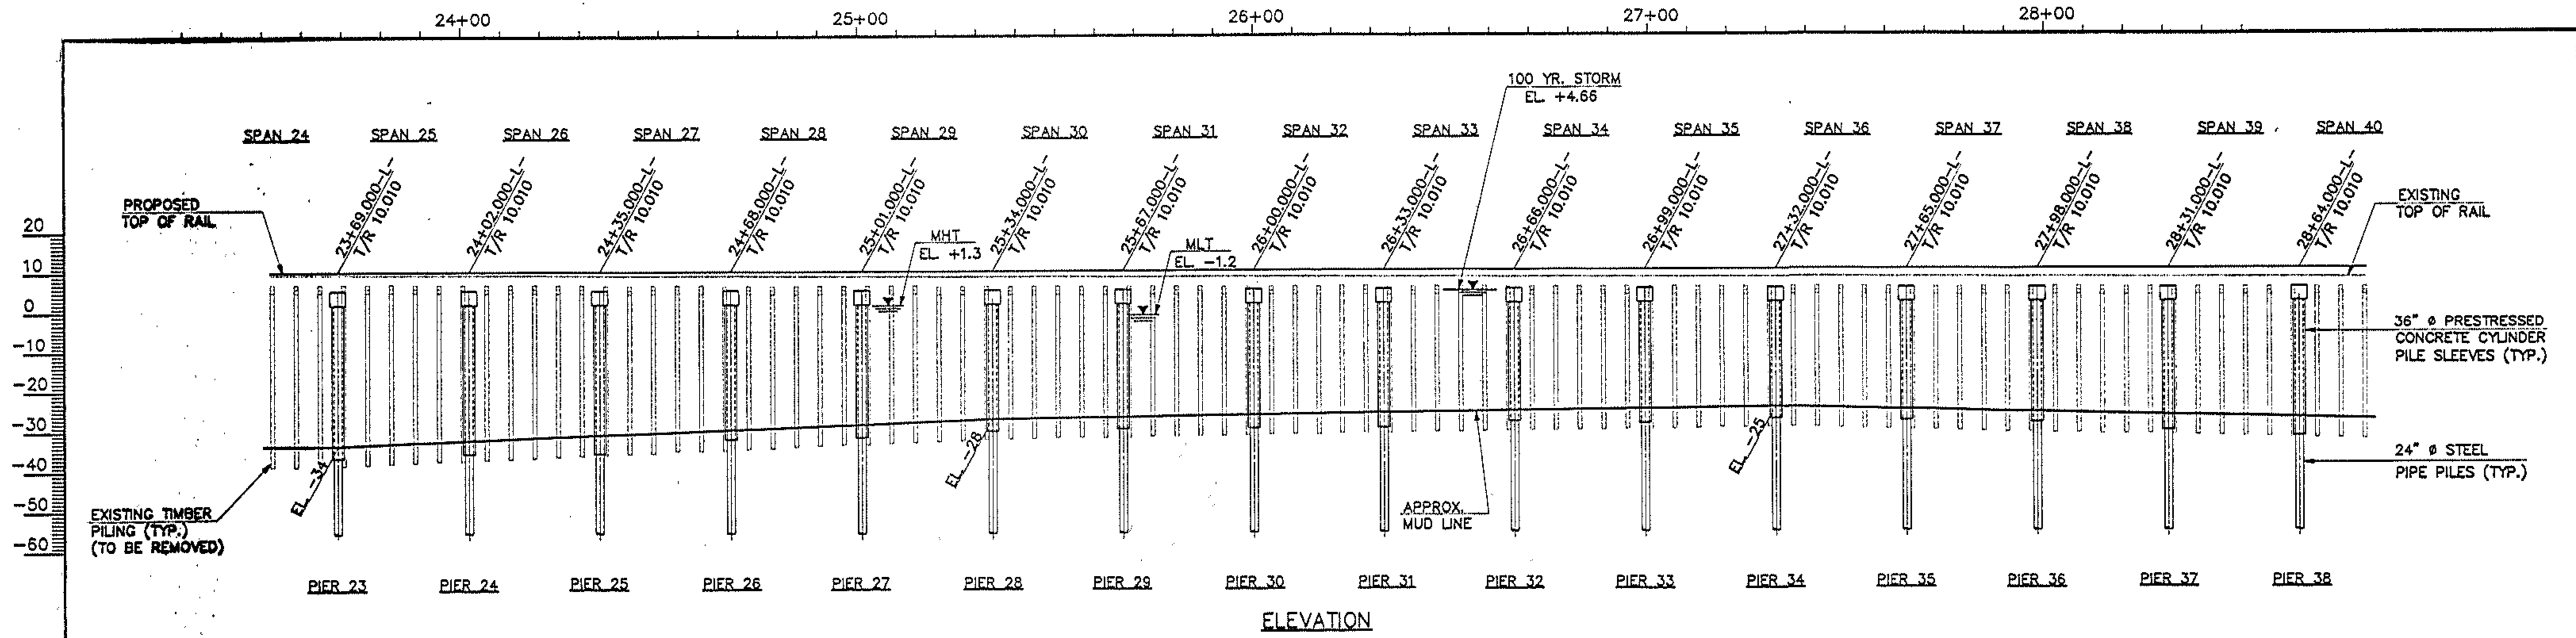 24+00 25+00 26+00 27+00 28+00
100 YR. STORM
EL. +4.66
SPAN 24 SPAN 25 SPAN 26 SPAN 27 SPAN 28 SPAN 29 SPAN 30 SPAN 31 SPAN 32 SPAN 33 SPAN 34 SPAN 35 SPAN 36 SPAN 37 SPAN 38 SPAN 39 SPAN 40
23+69.000-L-
T/R 10.010
24+02.000-L-
T/R 10.010
24+35.000-L-
T/R 10.010
24+68.000-L-
T/R 10.010
25+01.000-L-
T/R 10.010
25+34.000-L-
T/R 10.010
25+67.000-L-
T/R 10.010
26+00.000-L-
T/R 10.010
26+33.000-L-
T/R 10.010
26+66.000-L-
T/R 10.010
26+99.000-L-
T/R 10.010
27+32.000-L-
T/R 10.010
27+65.000-L-
T/R 10.010
27+98.000-L-
T/R 10.010
28+31.000-L-
T/R 10.010
28+64.000-L-
T/R 10.010
PROPOSED
TOP OF RAIL
EXISTING
TOP OF RAIL
MHT
EL. +1.3
MLT
EL. -1.2
20
10
0
-10
-20
-30
-40
-50
-60
36" Ø PRESTRESSED
CONCRETE CYLINDER
PILE SLEEVES (TYP.)
24" Ø STEEL
PIPE PILES (TYP.)
EL. -34
EL. -28
EL. -25
APPROX.
MUD LINE
EXISTING TIMBER
PILING (TYP.)
(TO BE REMOVED)
PIER 23 PIER 24 PIER 25 PIER 26 PIER 27 PIER 28 PIER 29 PIER 30 PIER 31 PIER 32 PIER 33 PIER 34 PIER 35 PIER 36 PIER 37 PIER 38
ELEVATION